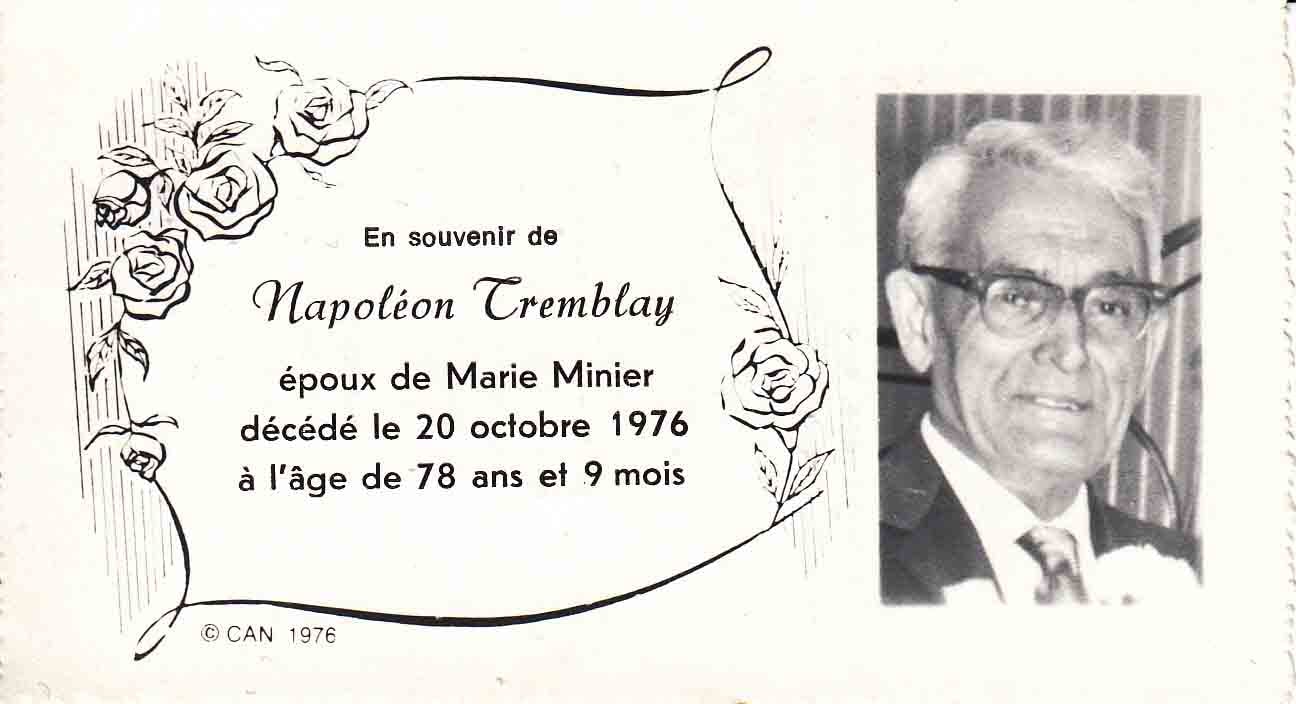 En souvenir de
Napoléon Tremblay
époux de Marie Minier
décédé le 20 octobre 1976
à l'âge de 78 ans et 9 mois
© CAN 1976